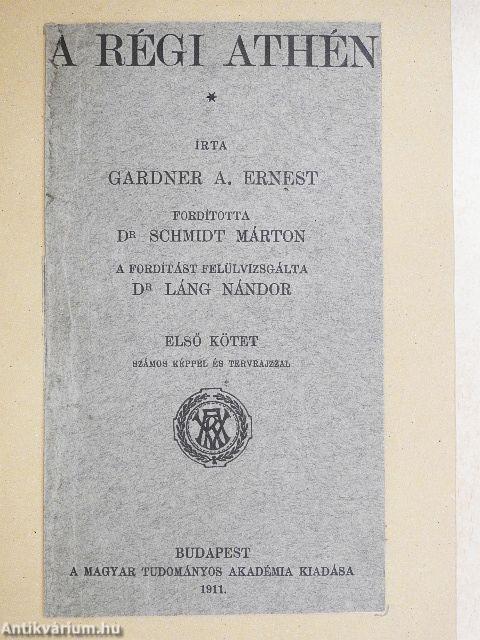 A RÉGI ATHÉN
*
ÍRTA
GARDNER A. ERNEST
FORDÍTOTTA
DR SCHMIDT MÁRTON
A FORDÍTÁST FELÜLVIZSGÁLTA
DR LÁNG NÁNDOR
ELSŐ KÖTET
SZÁMOS KÉPPEL ÉS TERVRAJZZAL
BUDAPEST
A MAGYAR TUDOMÁNYOS AKADÉMIA KIADÁSA
1911.
Antikvárium.hu